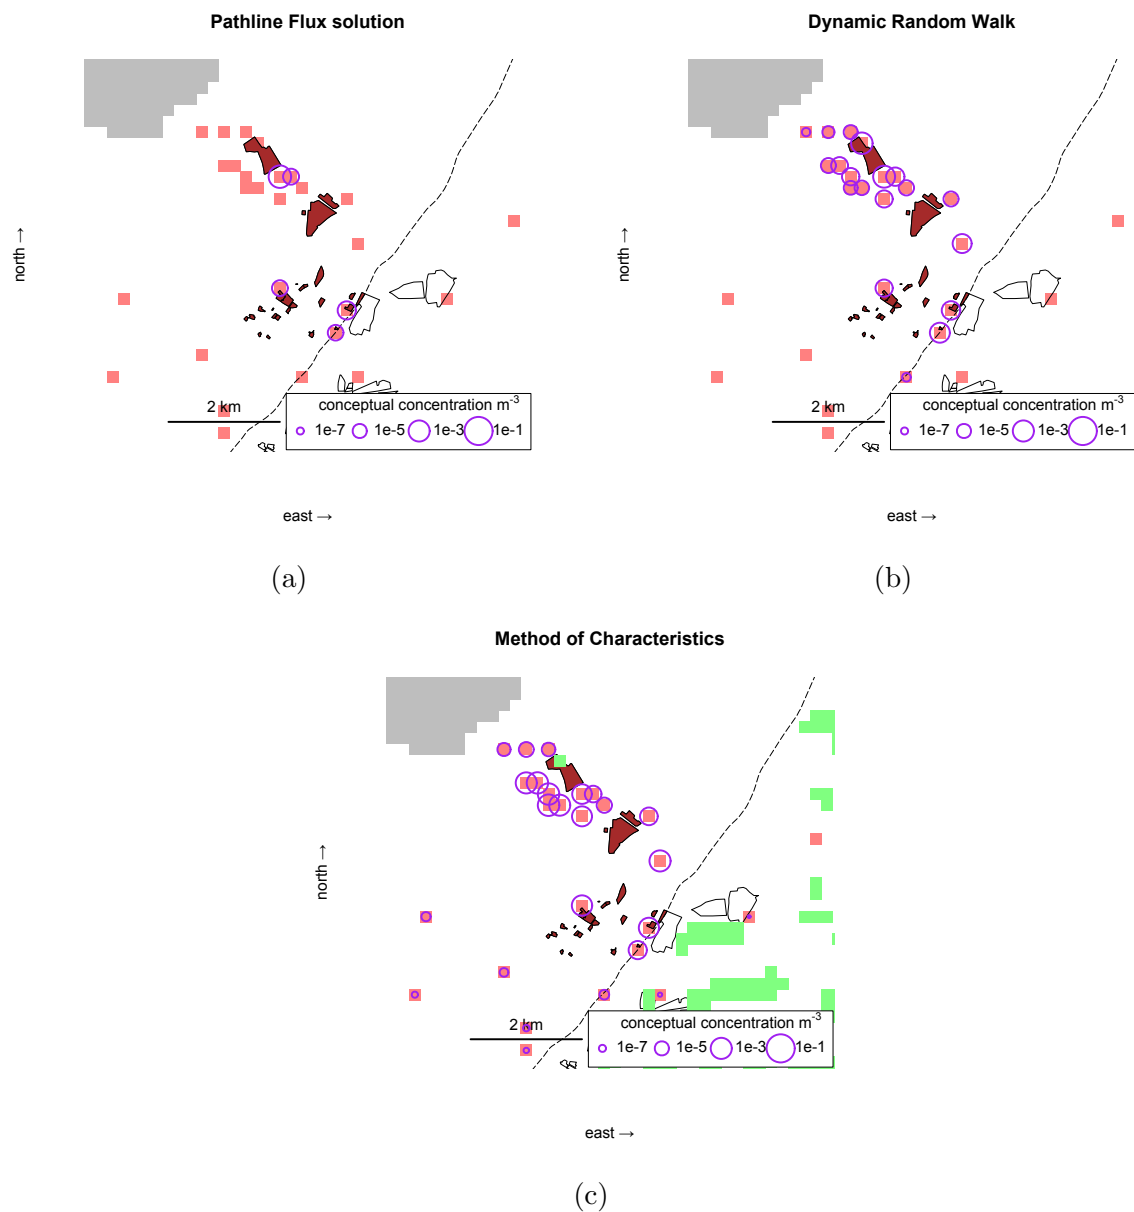 Pathline Flux solution
north →
2 km
conceptual concentration m-3
1e-7 1e-5 1e-3 1e-1
east →
(a)
Dynamic Random Walk
north →
2 km
conceptual concentration m-3
1e-7 1e-5 1e-3 1e-1
east →
(b)
Method of Characteristics
north →
2 km
conceptual concentration m-3
1e-7 1e-5 1e-3 1e-1
east →
(c)